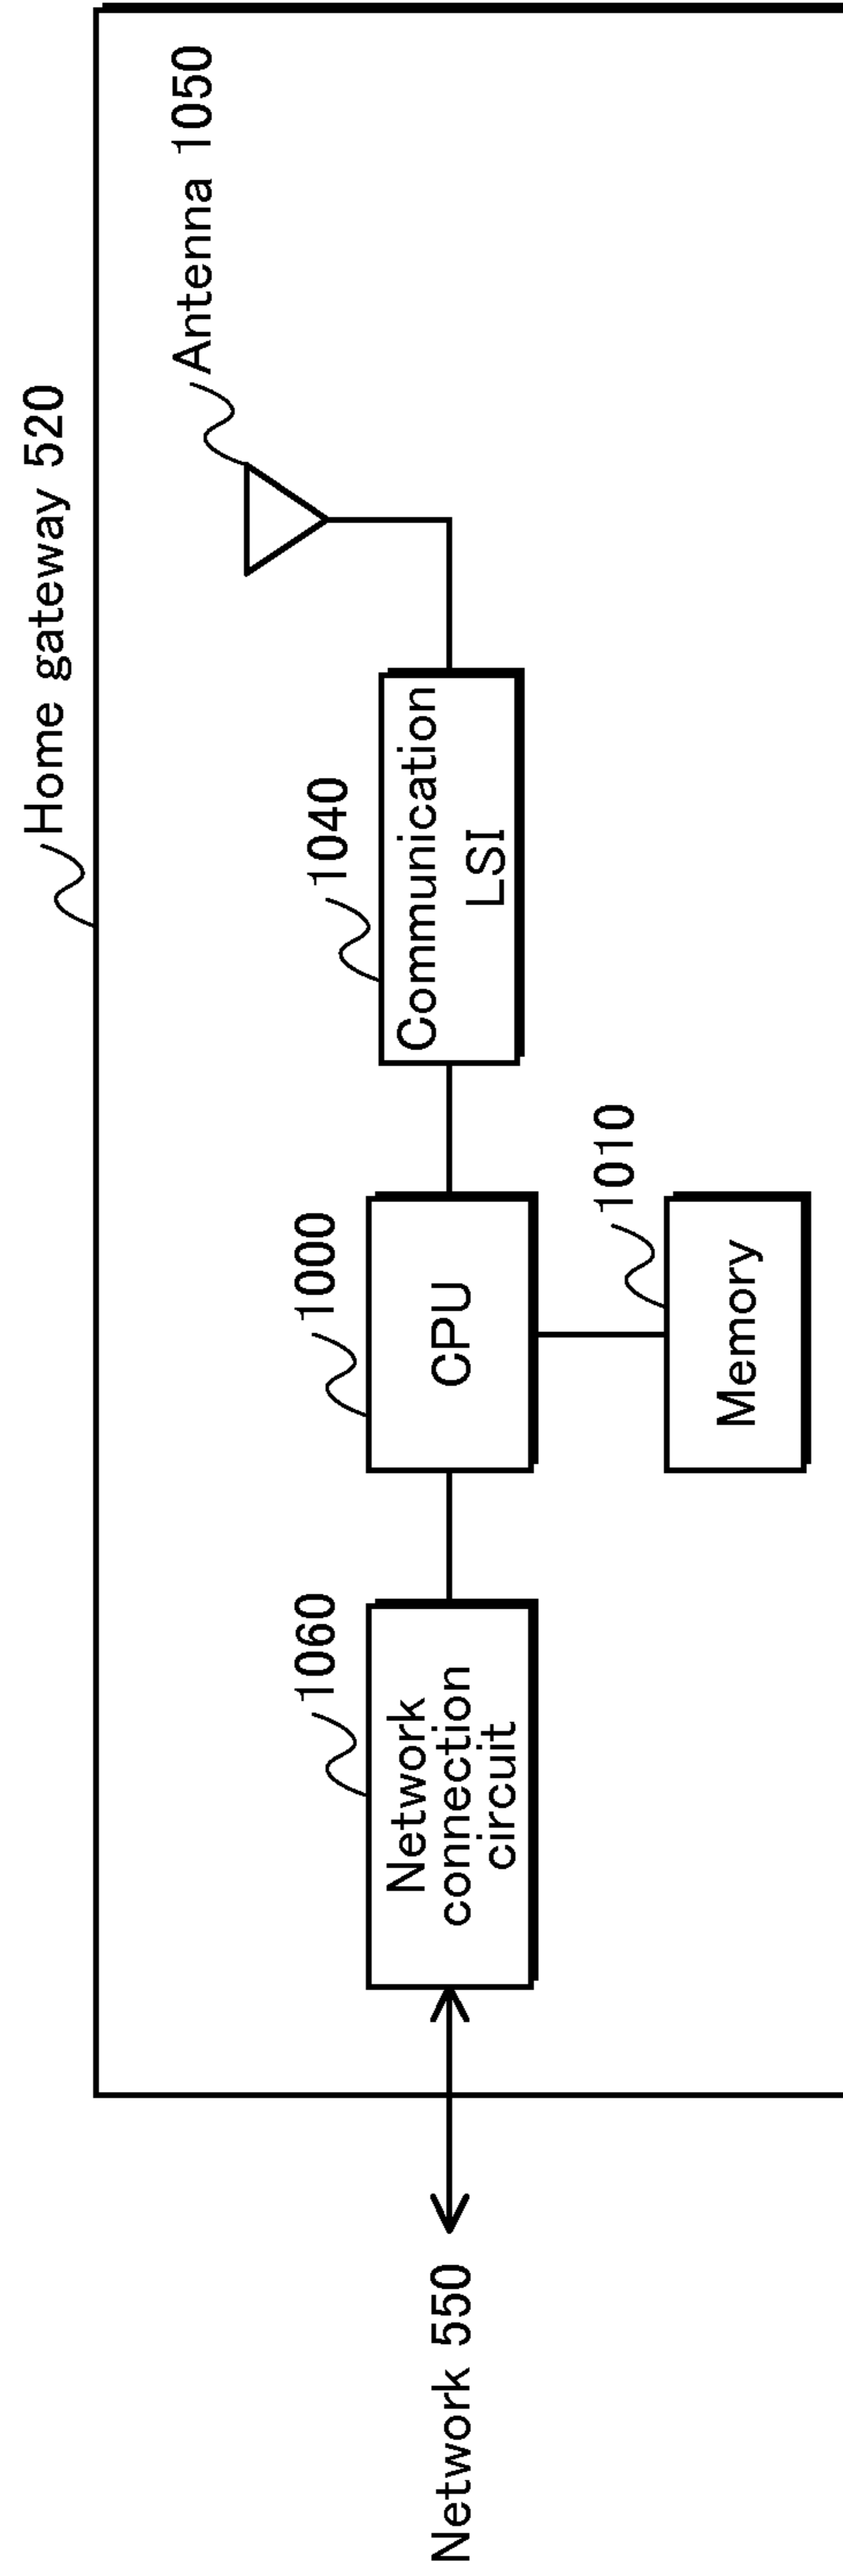 Home gateway 520
Antenna 1050
1040
Communication
LSI
1000
CPU
1010
Memory
1060
Network
connection
circuit
Network 550